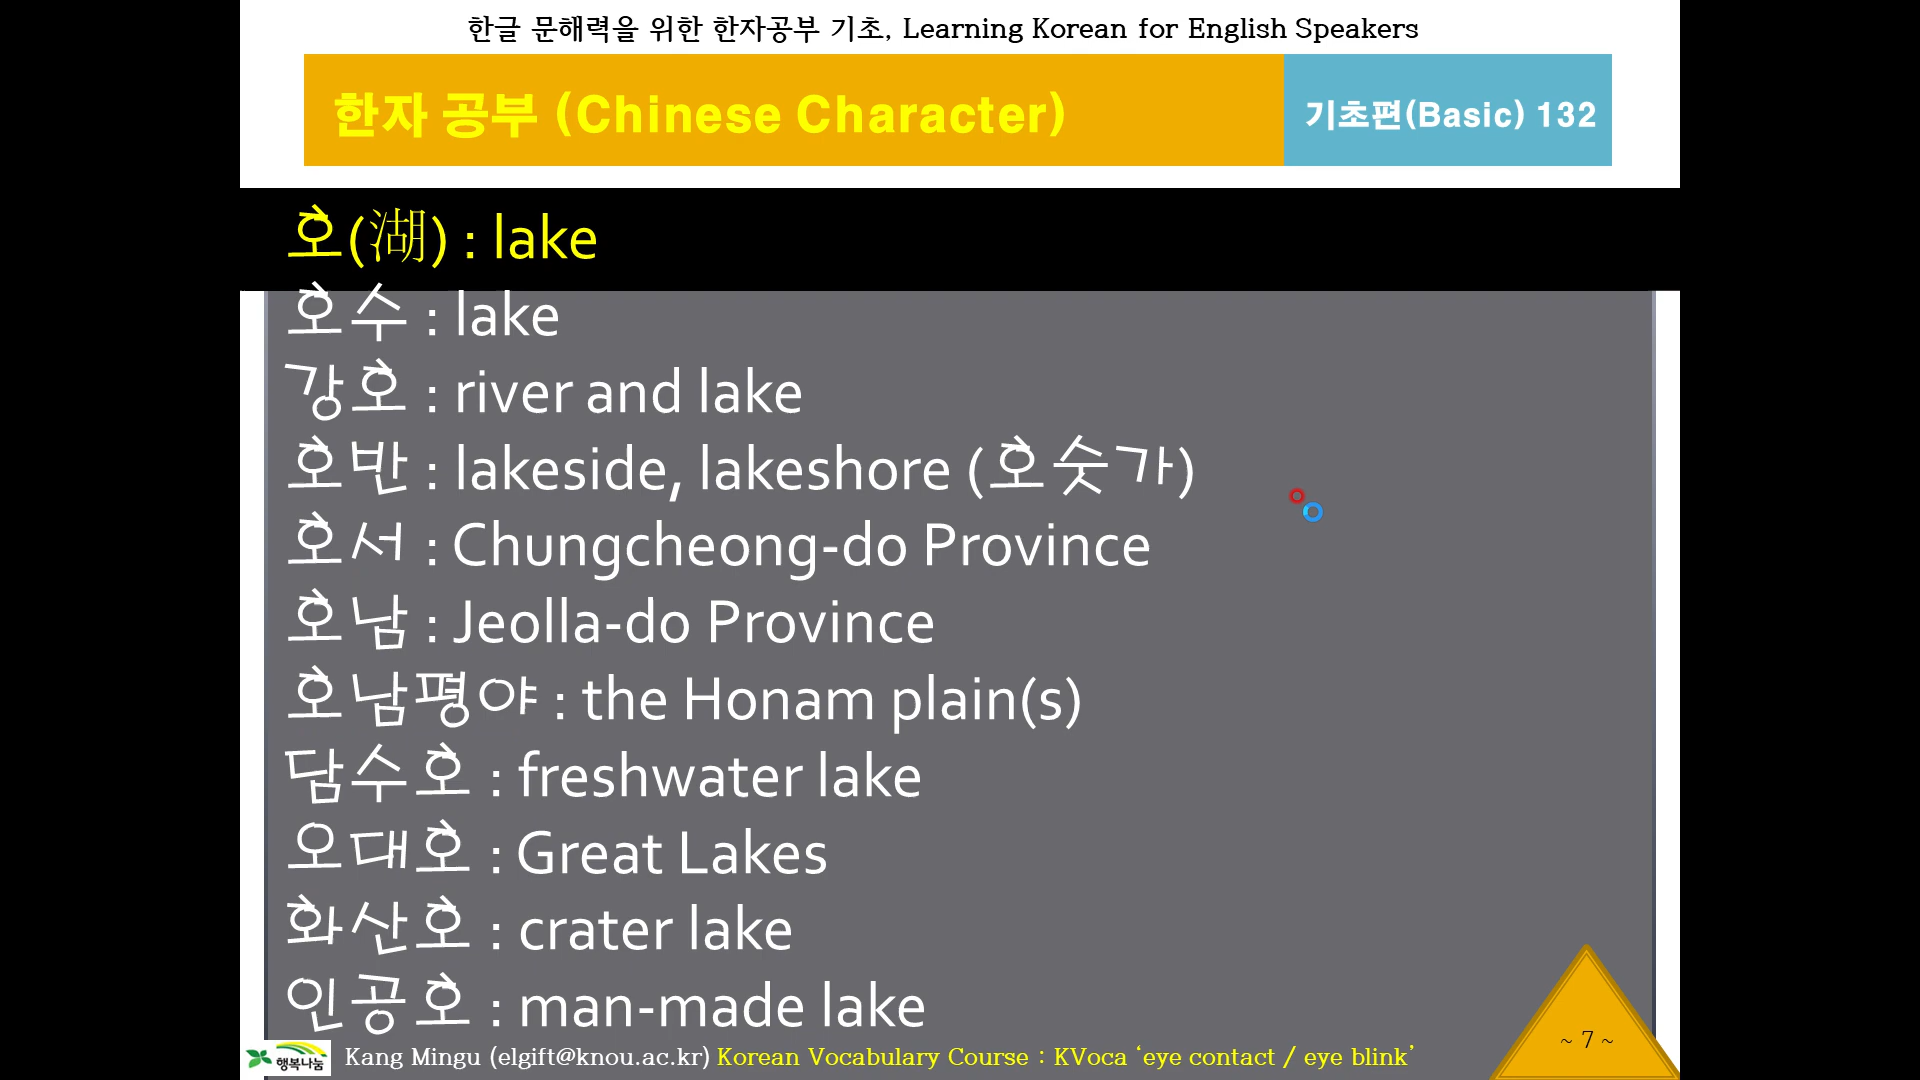 한글 문해력을 위한 한자공부 기초, Learning Korean for English Speakers
한자 공부 (Chinese Character)
기초편(Basic) 132
호(湖) : lake
호수 : lake
강호 : river and lake
호반 : lakeside, lakeshore (호숫가)
호서 : Chungcheong-do Province
호남 : Jeolla-do Province
호남평야 : the Honam plain(s)
담수호 : freshwater lake
오대호 : Great Lakes
화산호 : crater lake
인공호 : man-made lake
~ 7 ~
행복나눔
Kang Mingu (elgift@knou.ac.kr) Korean Vocabulary Course : KVoca ‘eye contact / eye blink’